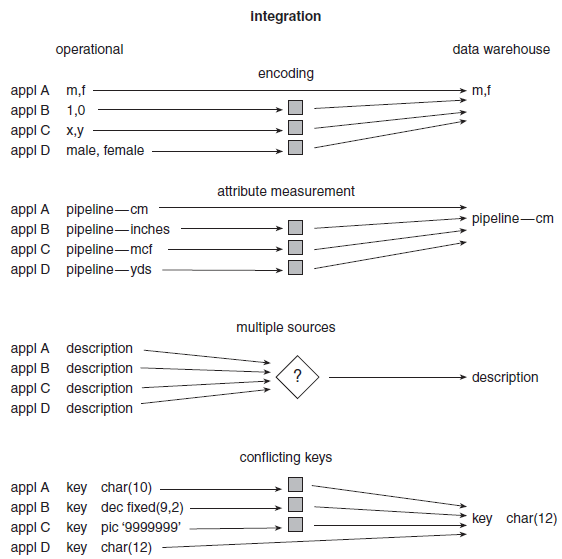 integration
operational data warehouse
encoding
appl A m,f m,f
appl B 1,0
appl C x,y
appl D male, female
attribute measurement
appl A pipeline—cm
pipeline—cm
appl B pipeline—inches
appl C pipeline—mcf
appl D pipeline—yds
multiple sources
appl A description
appl B description
? description
appl C description
appl D description
conflicting keys
appl A key char(10)
appl B key dec fixed(9,2)
key char(12)
appl C key pic ‘9999999’
appl D key char(12)